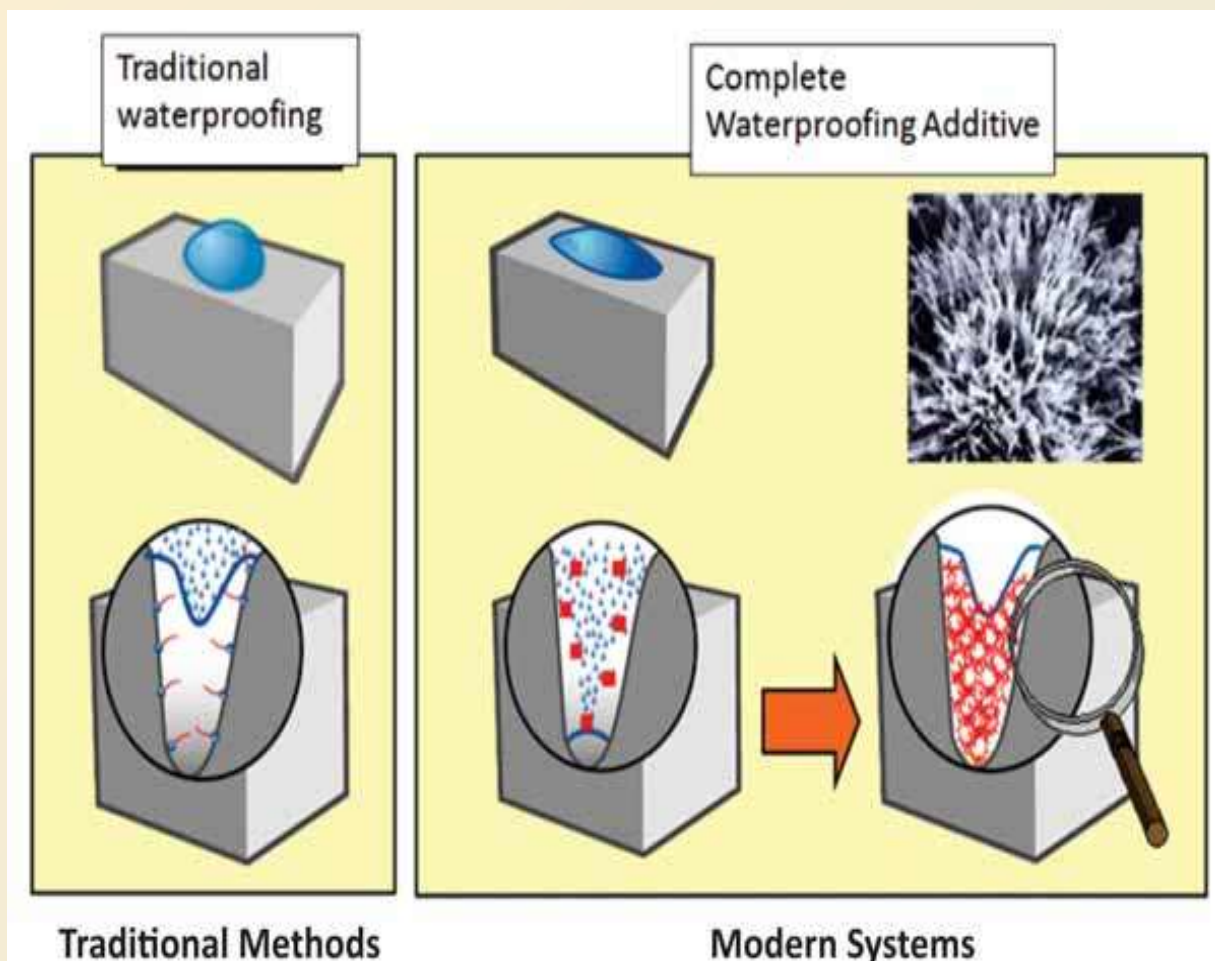 Traditional
waterproofing
Complete
Waterproofing Additive
Traditional Methods
Modern Systems